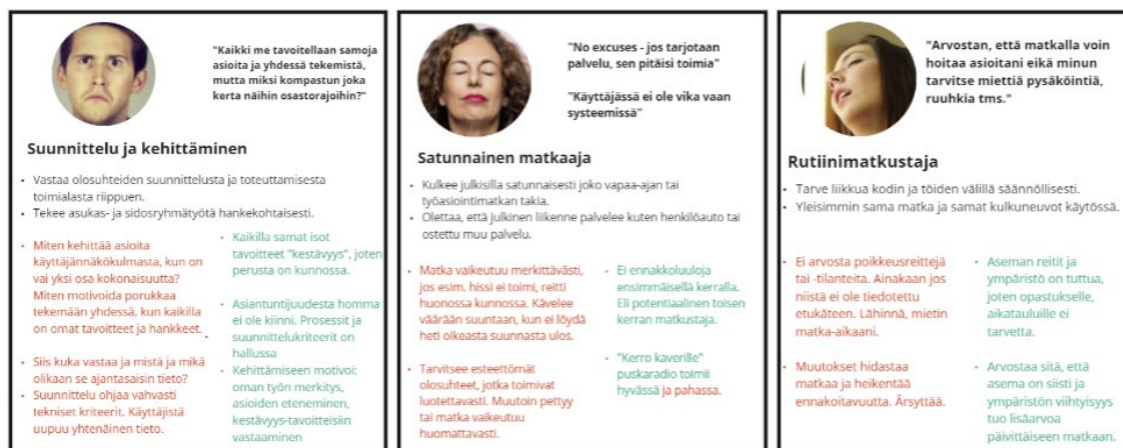 "Kaikki me tavoitellaan samoja
asioita ja yhdessä tekemistä,
mutta miksi kompastun joka
kerta näihin osastorajoihin?"
Suunnittelu ja kehittäminen
• Vastaa olosuhteiden suunnittelusta ja toteuttamisesta
toimialasta riippuen.
• Tekee asukas- ja sidosryhmätyötä hankekohtaisesti.
• Miten kehittää asioita
käyttäjännäkökulmasta, kun on
vai yksi osa kokonaisuutta?
Miten motivoida porukkaa
tekemään yhdessä, kun kaikilla
on omat tavoitteet ja hankkeet.
• Siis kuka vastaa ja mistä ja mikä
olikaan se ajantasaisin tieto?
• Suunnittelu ohjaa vahvasti
tekniset kriteerit. Käyttäjistä
uupuu yhtenäinen tieto.
• Kaikilla samat isot
tavoitteet "kestävyys", joten
perusta on kunnossa.
• Asiantuntijuudesta homma
ei ole kiinni. Prosessit ja
suunnittelukriteerit on
hallussa
• Kehittämiseen motivoi:
oman työn merkitys,
asioiden eteneminen,
kestävyys-tavoitteisiin
vastaaminen
"No excuses - jos tarjotaan
palvelu, sen pitäisi toimia"
"Käyttäjässä ei ole vika vaan
systeemissä"
Satunnainen matkaaja
• Kulkee julkisilla satunnaisesti joko vapaa-ajan tai
työasiointimatkan takia.
• Olettaa, että julkinen liikenne palvelee kuten henkilöauto tai
ostettu muu palvelu.
• Matka vaikeutuu merkittävästi,
jos esim. hissi ei toimi, reitti
huonossa kunnossa. Kävelee
väärään suuntaan, kun ei löydä
heti oikeasta suunnasta ulos.
• Tarvitsee esteettömät
olosuhteet, jotka toimivat
luotettavasti. Muutoin pettyy
tai matka vaikeutuu
huomattavasti.
• Ei ennakkoluuloja
ensimmäisellä kerralla.
Eli potentiaalinen toisen
kerran matkustaja.
• "Kerro kaverille"
puskaradio toimii
hyvässä ja pahassa.
"Arvostan, että matkalla voin
hoitaa asioitani eikä minun
tarvitse miettiä pysäköintiä,
ruuhkia tms."
Rutiinimatkustaja
• Tarve liikkua kodin ja töiden välillä säännöllisesti.
• Yleisimmin sama matka ja samat kulkuneuvot käytössä.
• Ei arvosta poikkeusreittejä
tai -tilanteita. Ainakaan jos
niistä ei ole tiedotettu
etukäteen. Lähinnä, mietin
matka-aikaani.
• Muutokset hidastaa
matkaa ja heikentää
ennakoitavuutta. Ärsyttää.
• Aseman reitit ja
ympäristö on tuttua,
joten opastukselle,
aikatauluille ei
tarvetta.
• Arvostaa sitä, että
asema on siisti ja
ympäristön viihtyisyys
tuo lisäarvoa
päivittäiseen matkaan.